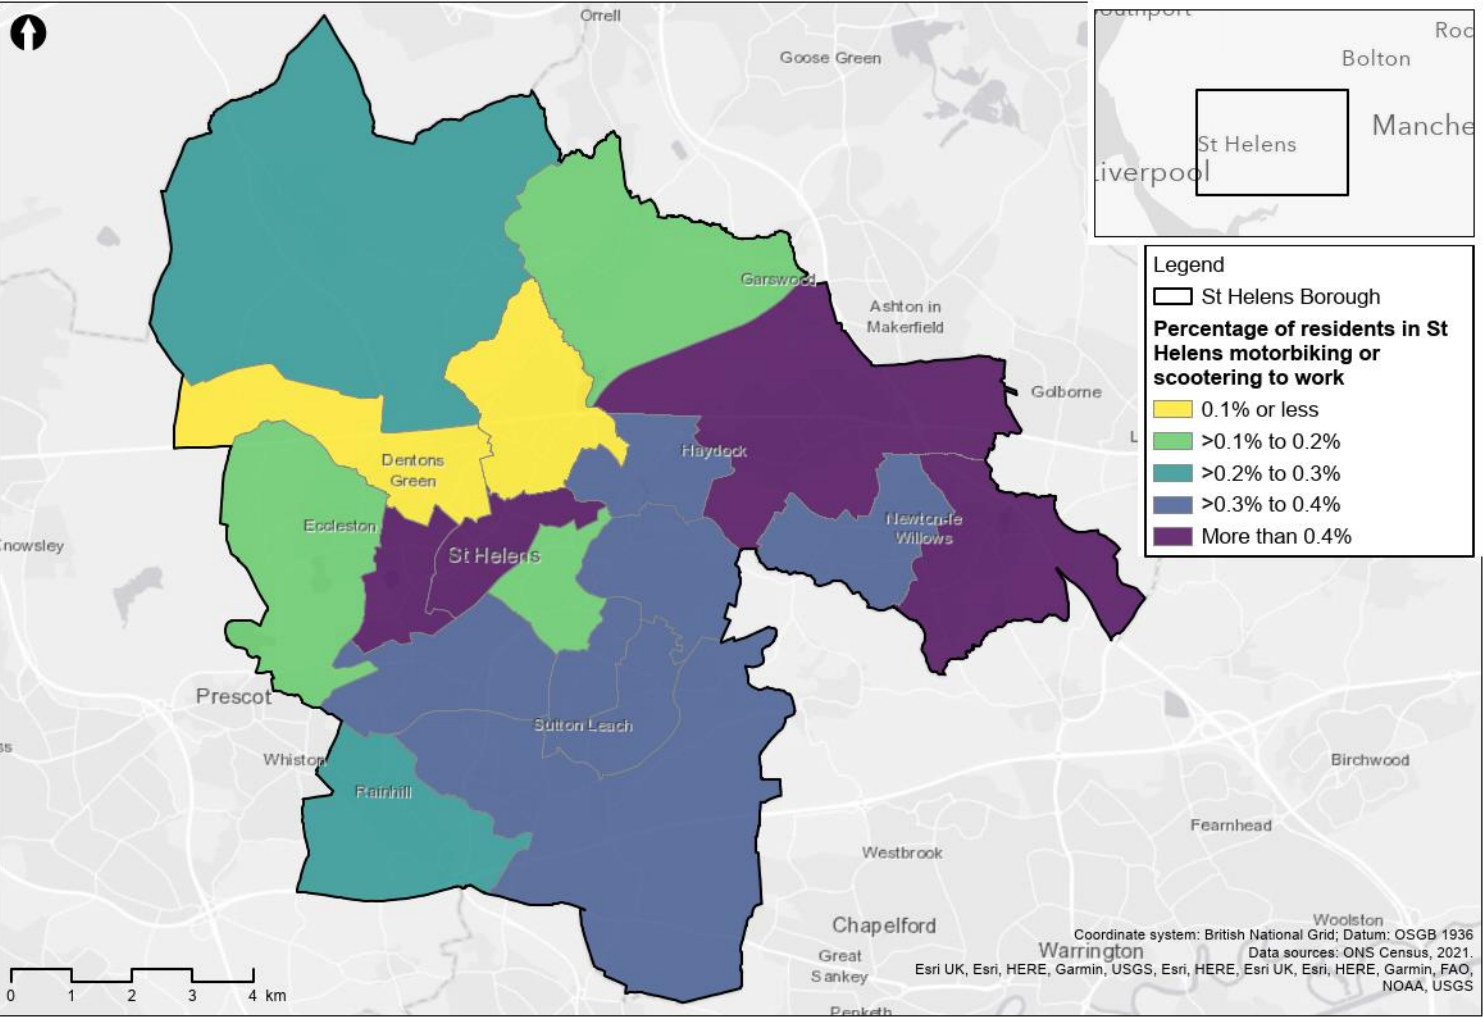 Orrell
Goose Green
Garswood
Ashton in
Makerfield
Golborne
Haydock
Dentons
Green
Eccleston
St Helens
Newton-le
Willows
Prescot
Whiston
Rainhill
Sutton Leach
Birchwood
Fearnhead
Westbrook
Woolston
Chapelford
Great
Sankey
Warrington
Penketh
Bolton
St Helens
Legend
St Helens Borough
Percentage of residents in St
Helens motorbiking or
scootering to work
0.1% or less
>0.1% to 0.2%
>0.2% to 0.3%
>0.3% to 0.4%
More than 0.4%
0 1 2 3 4 km
Coordinate system: British National Grid; Datum: OSGB 1936
Data sources: ONS Census, 2021.
Esri UK, Esri, HERE, Garmin, USGS, Esri, HERE, Esri UK, Esri, HERE, Garmin, FAO,
NOAA, USGS